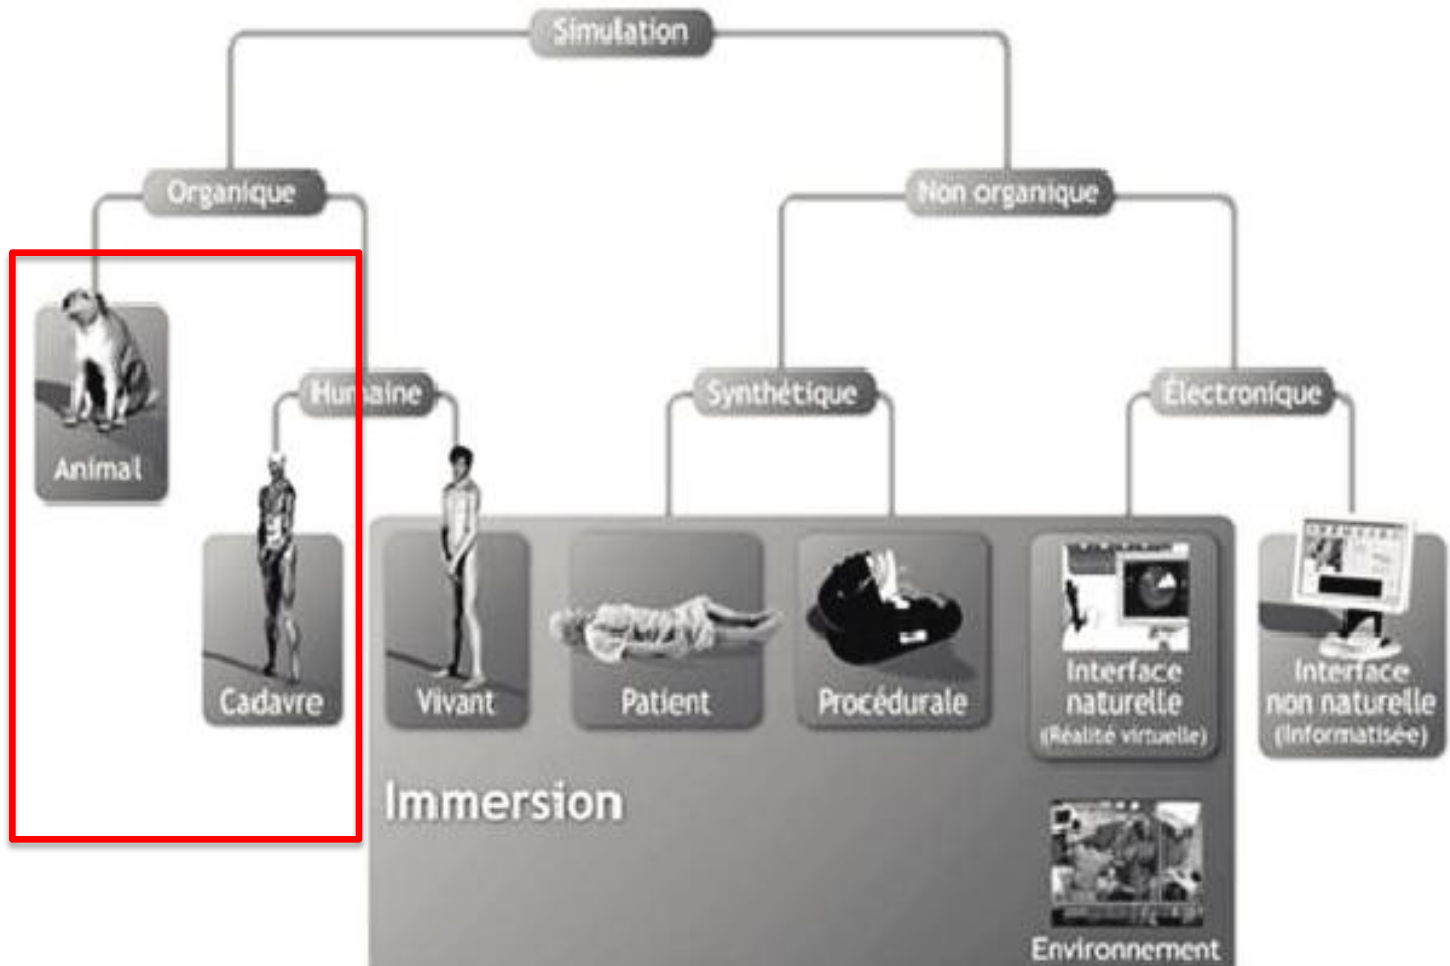 Simulation
Organique
Non organique
Humaine
Synthétique
Électronique
Animal
Cadavre
Vivant
Patient
Procédurale
Interface
naturelle
(Réalité virtuelle)
Interface
non naturelle
(Informatisée)
Immersion
Environnement